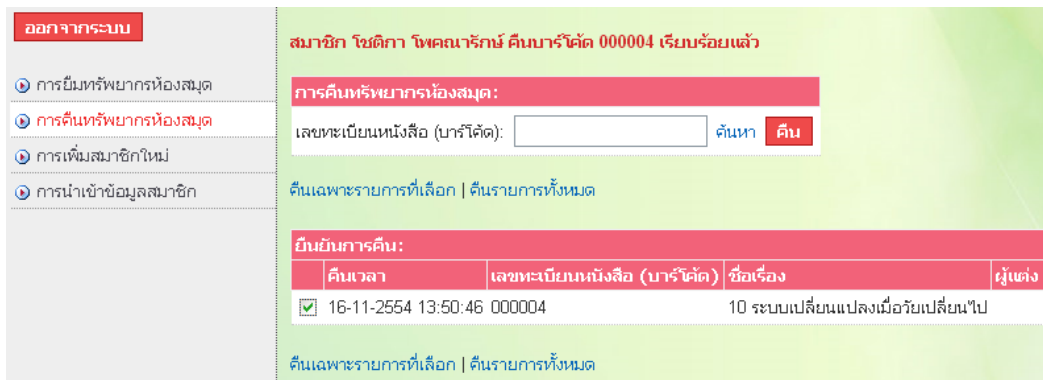 ออกจากระบบ
การยืมทรัพยากรห้องสมุด
การคืนทรัพยากรห้องสมุด
การเพิ่มสมาชิกใหม่
การนำเข้าข้อมูลสมาชิก
สมาชิก โชติกา โพคณารักษ์ คืนบาร์โค้ด 000004 เรียบร้อยแล้ว
การคืนทรัพยากรห้องสมุด:
เลขทะเบียนหนังสือ (บาร์โค้ด): ค้นหา คืน
คืนเฉพาะรายการที่เลือก | คืนรายการทั้งหมด
ยืนยันการคืน:
คืนเวลา เลขทะเบียนหนังสือ (บาร์โค้ด) ชื่อเรื่อง ผู้แต่ง
16-11-2554 13:50:46 000004 10 ระบบเปลี่ยนแปลงเมื่อวัยเปลี่ยนไป
คืนเฉพาะรายการที่เลือก | คืนรายการทั้งหมด